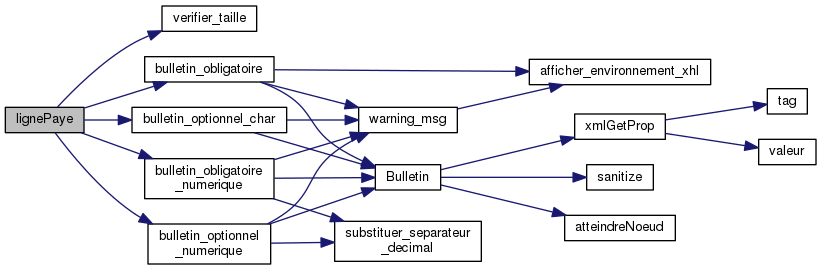 verifier_taille
bulletin_obligatoire
afficher_environnement_xhl
tag
lignePaye
bulletin_optionnel_char
warning_msg
xmlGetProp
valeur
bulletin_obligatoire
_numerique
Bulletin
sanitize
bulletin_optionnel
_numerique
substituer_separateur
_decimal
atteindreNoeud